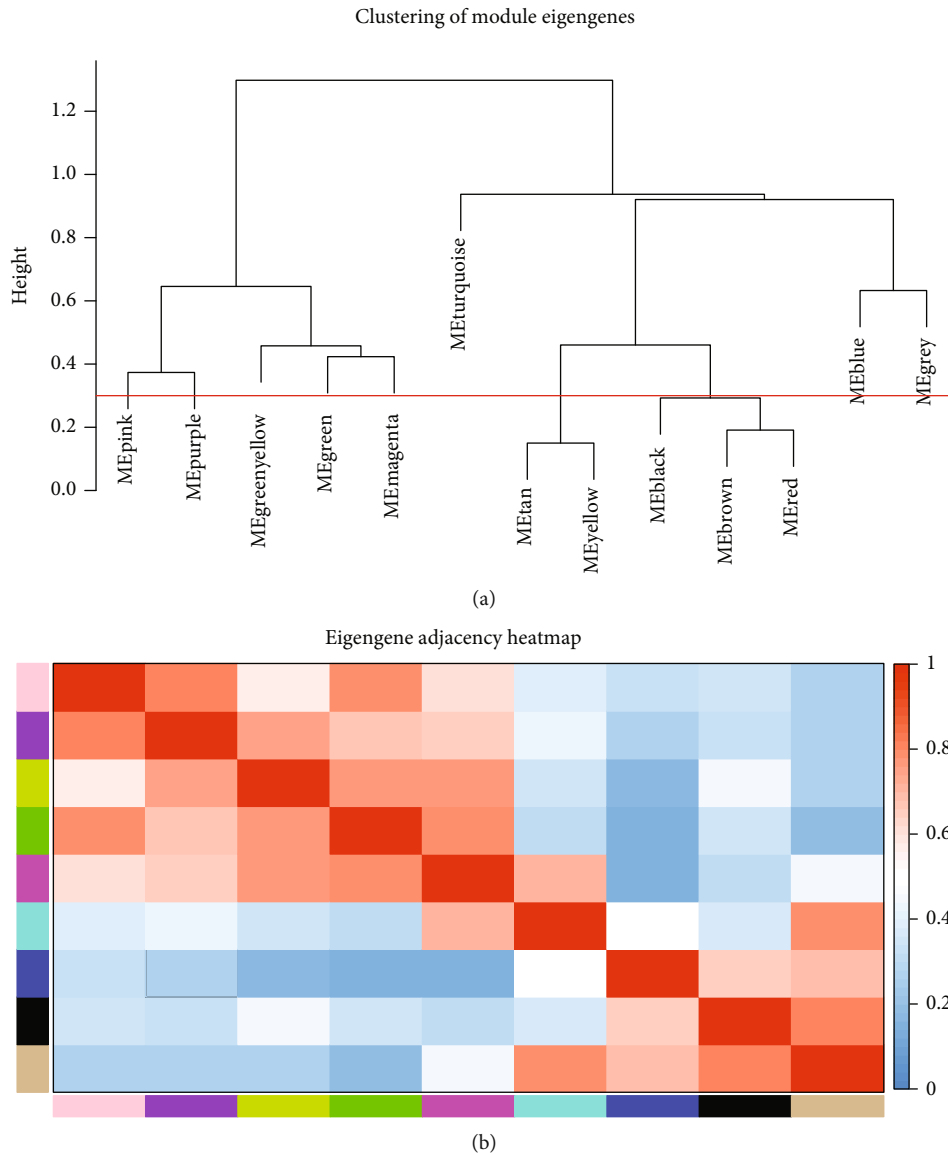 Clustering of module eigengenes
Height
1.2
1.0
0.8
0.6
0.4
0.2
0.0
MEpink
MEpurple
MEgreenyellow
MEgreen
MEmagenta
MEturquoise
MEtan
MEyellow
MEblack
MEbrown
MEred
MEblue
MEgrey
(a)
Eigengene adjacency heatmap
1
0.8
0.6
0.4
0.2
0
(b)